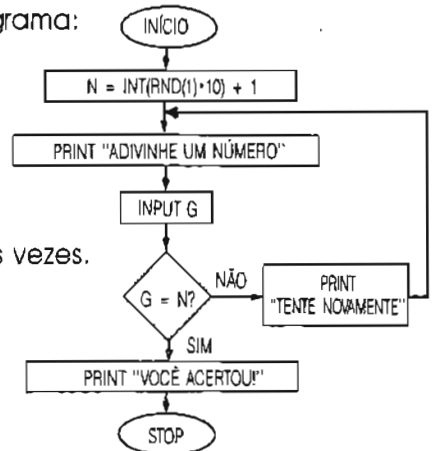 grama:
INÍCIO
N = INT(RND(1)*10) + 1
PRINT "ADIVINHE UM NÚMERO"
INPUT G
s vezes.
G = N?
NÃO
PRINT
"TENTE NOVAMENTE"
SIM
PRINT "VOCÊ ACERTOU!"
STOP